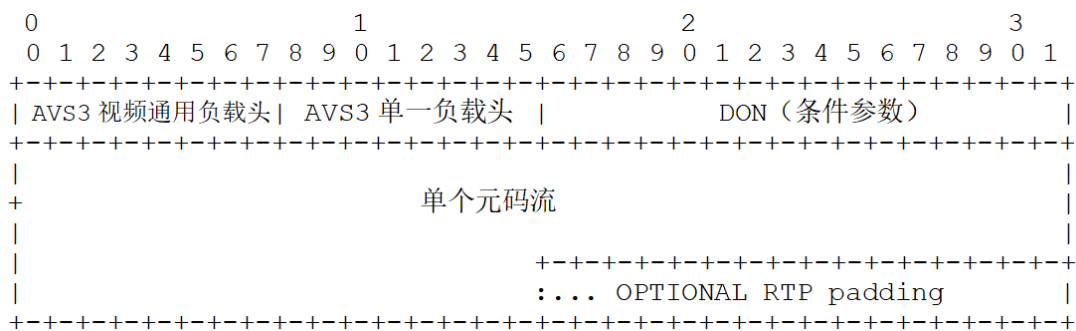 0                   1                   2                   3
0 1 2 3 4 5 6 7 8 9 0 1 2 3 4 5 6 7 8 9 0 1 2 3 4 5 6 7 8 9 0 1
+-+-+-+-+-+-+-+-+-+-+-+-+-+-+-+-+-+-+-+-+-+-+-+-+-+-+-+-+-+-+-+-+
| AVS3 视频通用负载头| AVS3 单一负载头 | DON（条件参数） |
+-+-+-+-+-+-+-+-+-+-+-+-+-+-+-+-+-+-+-+-+-+-+-+-+-+-+-+-+-+-+-+-+
| |
+ 单个元码流 |
| |
| +-+-+-+-+-+-+-+-+-+-+-+-+-+-+-+-+
| :... OPTIONAL RTP padding |
+-+-+-+-+-+-+-+-+-+-+-+-+-+-+-+-+-+-+-+-+-+-+-+-+-+-+-+-+-+-+-+-+